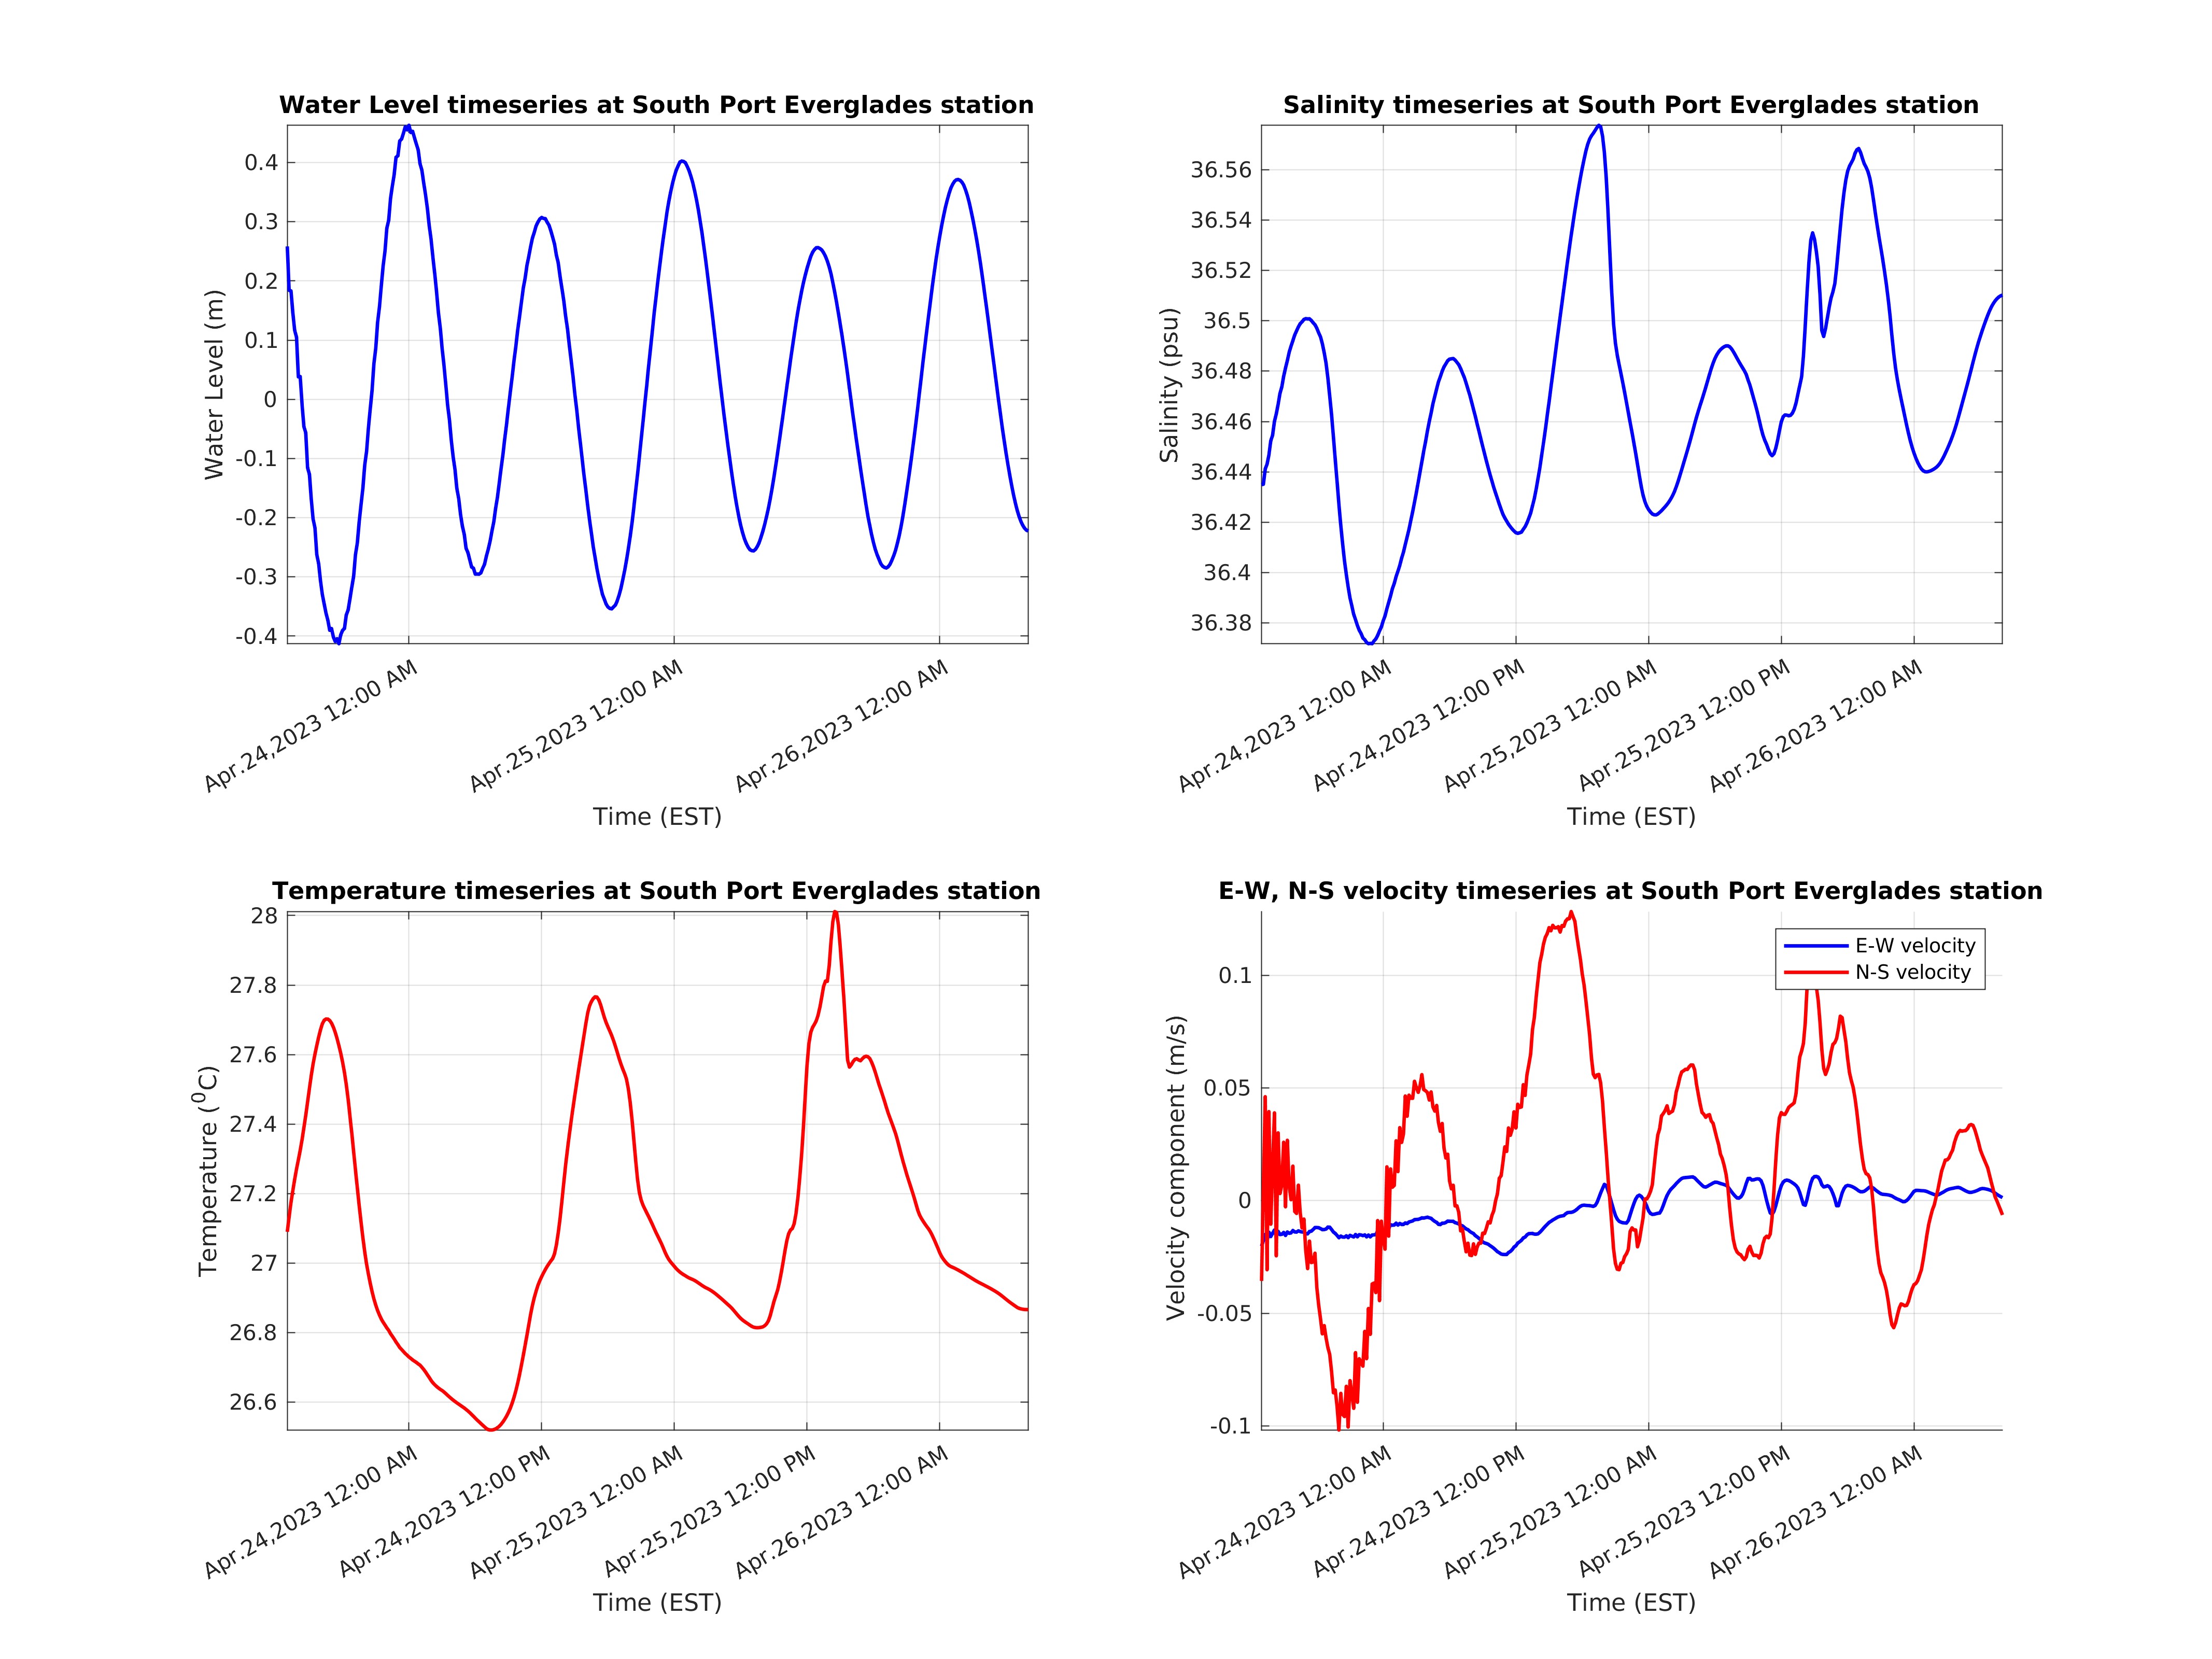 Water Level timeseries at South Port Everglades station
Water Level (m)
0.4
0.3
0.2
0.1
0
-0.1
-0.2
-0.3
-0.4
Apr.24,2023 12:00 AM
Apr.25,2023 12:00 AM
Apr.26,2023 12:00 AM
Time (EST)
Salinity timeseries at South Port Everglades station
Salinity (psu)
36.56
36.54
36.52
36.5
36.48
36.46
36.44
36.42
36.4
36.38
Apr.24,2023 12:00 AM
Apr.24,2023 12:00 PM
Apr.25,2023 12:00 AM
Apr.25,2023 12:00 PM
Apr.26,2023 12:00 AM
Time (EST)
Temperature timeseries at South Port Everglades station
Temperature (⁰C)
28
27.8
27.6
27.4
27.2
27
26.8
26.6
Apr.24,2023 12:00 AM
Apr.24,2023 12:00 PM
Apr.25,2023 12:00 AM
Apr.25,2023 12:00 PM
Apr.26,2023 12:00 AM
Time (EST)
E-W, N-S velocity timeseries at South Port Everglades station
Velocity component (m/s)
E-W velocity
N-S velocity
0.1
0.05
0
-0.05
-0.1
Apr.24,2023 12:00 AM
Apr.24,2023 12:00 PM
Apr.25,2023 12:00 AM
Apr.25,2023 12:00 PM
Apr.26,2023 12:00 AM
Time (EST)